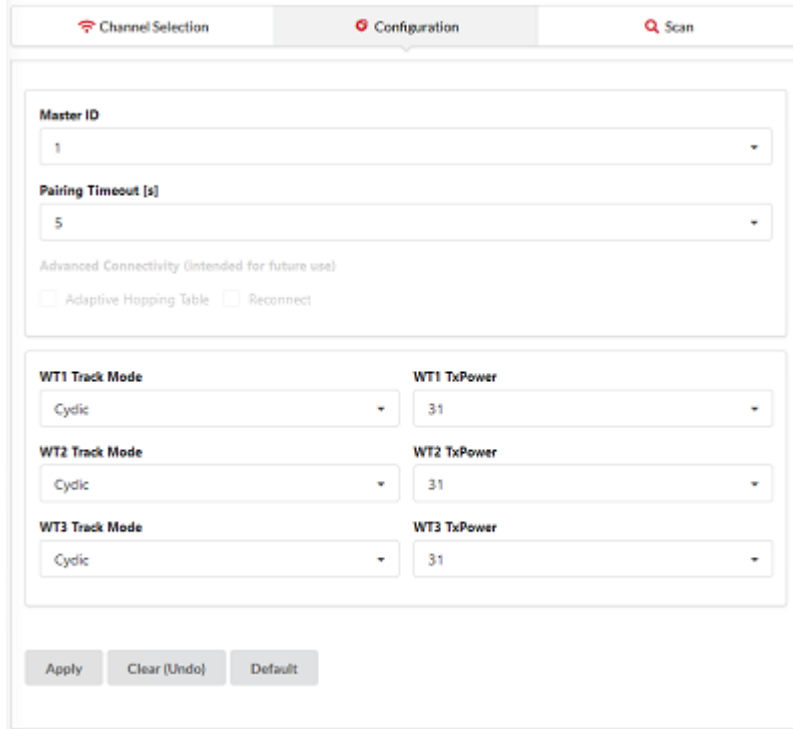 Channel Selection Configuration Scan
Master ID
1
Pairing Timeout [s]
5
Advanced Connectivity (intended for future use)
Adaptive Hopping Table Reconnect
WT1 Track Mode WT1 TxPower
Cyclic 31
WT2 Track Mode WT2 TxPower
Cyclic 31
WT3 Track Mode WT3 TxPower
Cyclic 31
Apply Clear (Undo) Default